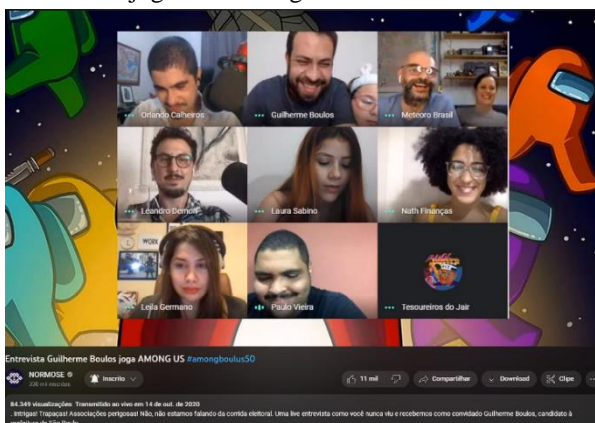 Orlando Calheiros
Guilherme Boulos
Meteoro Brasil
Leandro Demori
Laura Sabino
Nath Finanças
WORK
Leila Germano
Paulo Vieira
Tesoureiros do Jair
Entrevista Guilherme Boulos joga AMONG US #amongboulus50
NORMOSE
Inscrito
11 mil
Compartilhar
Download
Clipe
84.349 visualizações Transmitido ao vivo em 14 de out. de 2020
. Intrigas! Trapaças! Associações perigosas! Não, não estamos falando da corrida eleitoral. Uma live entrevista como você nunca viu e recebemos como convidado Guilherme Boulos, candidato à